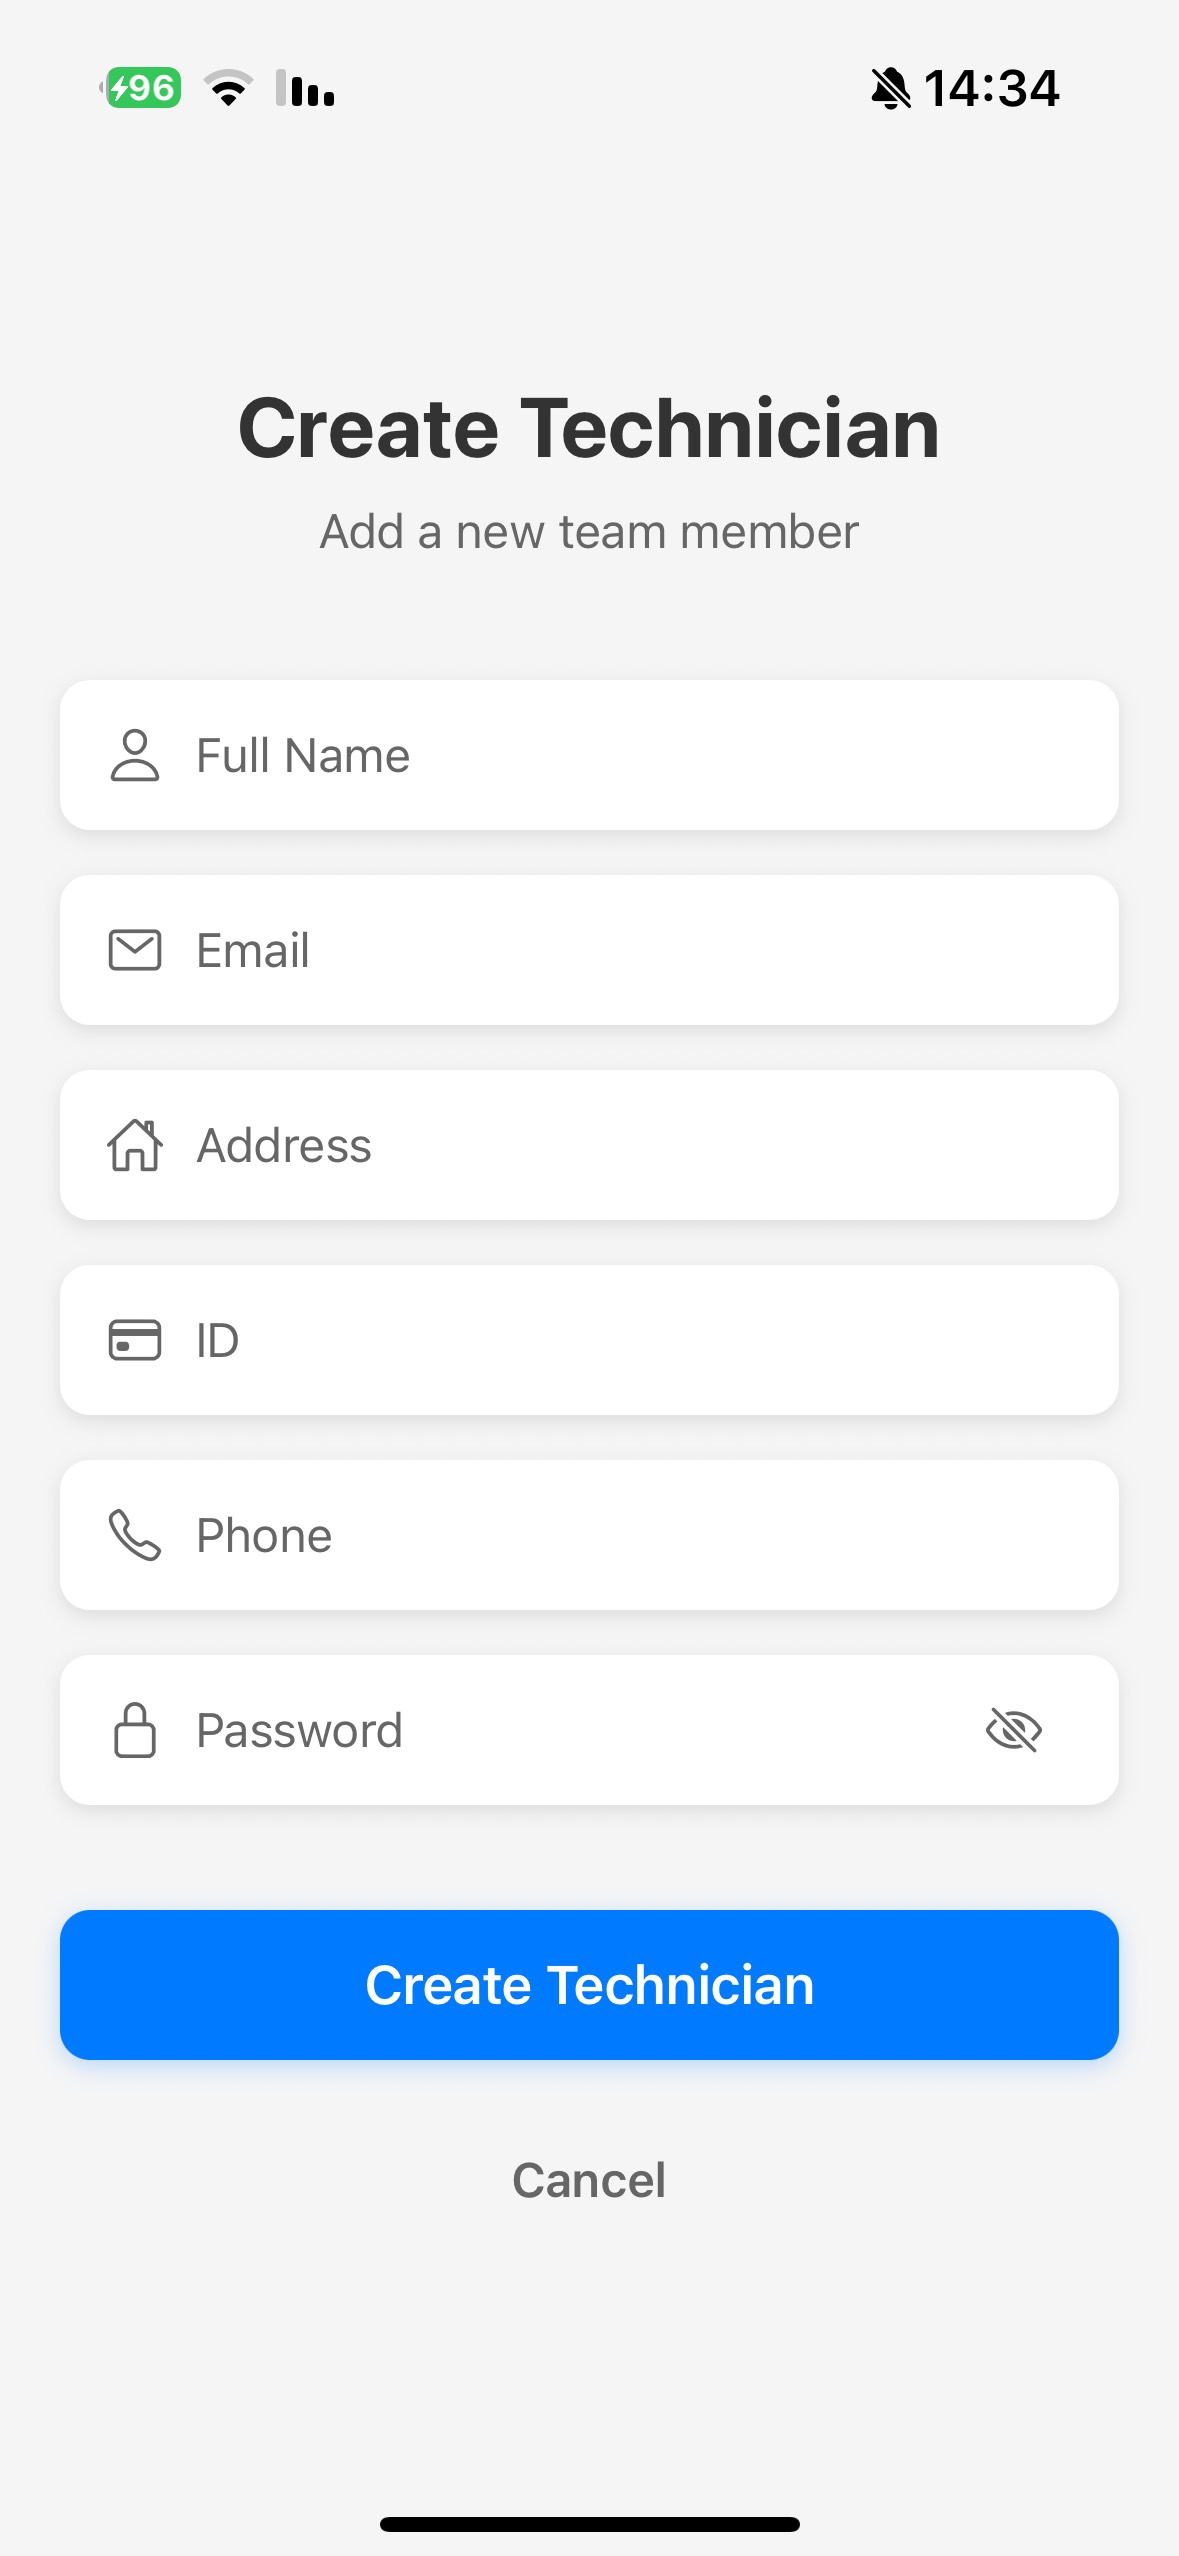 96 14:34
Create Technician
Add a new team member
Full Name
Email
Address
ID
Phone
Password
Create Technician
Cancel